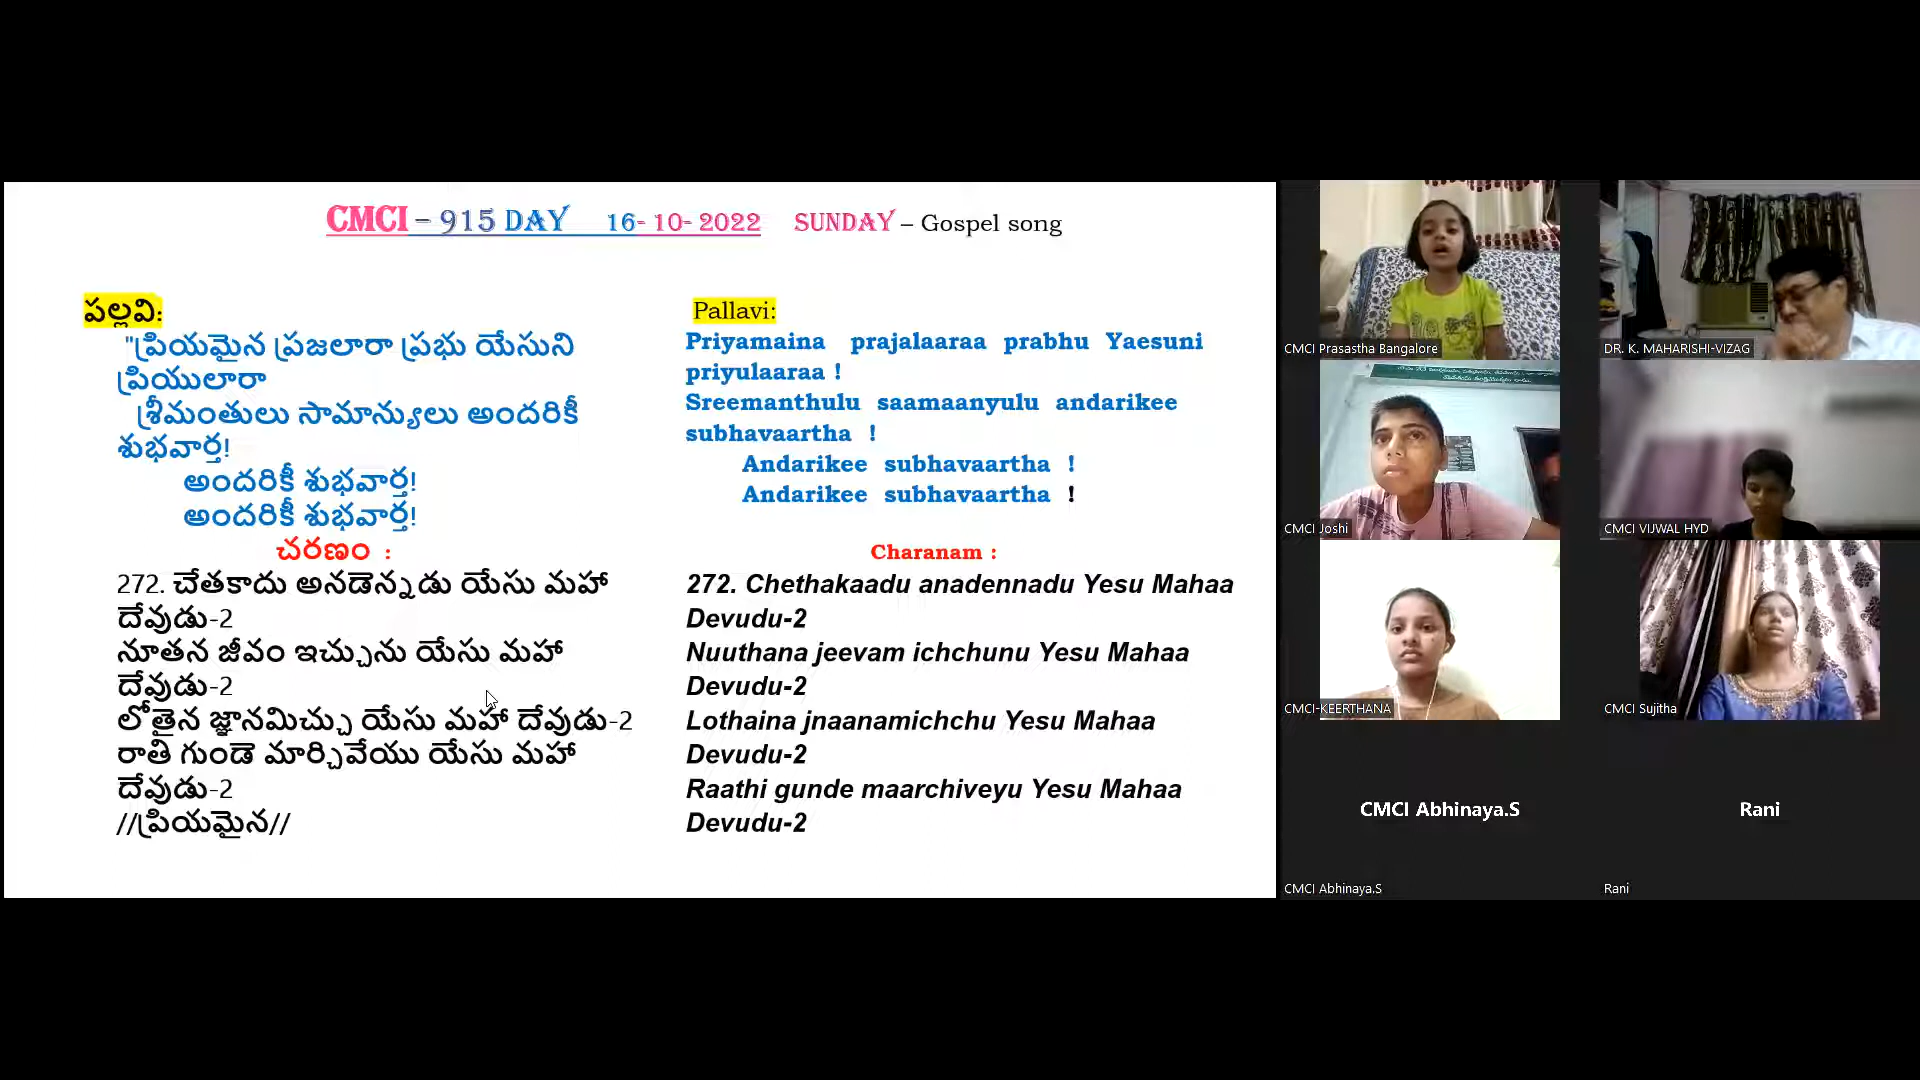 CMCI – 915 DAY 16- 10- 2022 SUNDAY – Gospel song
పల్లవి:
"ప్రియమైన ప్రజలారా ప్రభు యేసుని
ప్రియులారా
శ్రీమంతులు సామాన్యులు అందరికీ
శుభవార్త!
అందరికీ శుభవార్త!
అందరికీ శుభవార్త!
చరణం :
272. చేతకాదు అనడెన్నడు యేసు మహా
దేవుడు-2
నూతన జీవం ఇచ్చును యేసు మహా
దేవుడు-2
లోతైన జ్ఞానమిచ్చు యేసు మహా దేవుడు-2
రాతి గుండె మార్చివేయు యేసు మహా
దేవుడు-2
//ప్రియమైన//
Pallavi:
Priyamaina prajalaaraa prabhu Yaesuni
priyulaaraa !
Sreemanthulu saamaanyulu andarikee
subhavaartha !
Andarikee subhavaartha !
Andarikee subhavaartha !
Charanam :
272. Chethakaadu anadennadu Yesu Mahaa
Devudu-2
Nuuthana jeevam ichchunu Yesu Mahaa
Devudu-2
Lothaina jnaanamichchu Yesu Mahaa
Devudu-2
Raathi gunde maarchiveyu Yesu Mahaa
Devudu-2
CMCI Prasastha Bangalore
DR. K. MAHARISHI-VIZAG
CMCI Joshi
CMCI VIJWAL HYD
CMCI-KEERTHANA
CMCI Sujitha
CMCI Abhinaya.S
Rani
CMCI Abhinaya.S
Rani